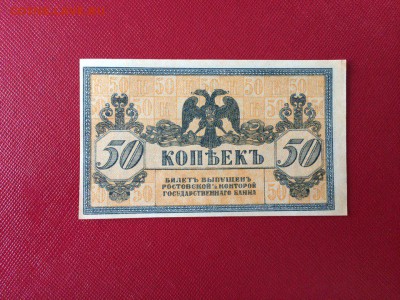 50 КОПѢЕКЪ 50
БИЛЕТЪ ВЫПУЩЕНЪ
РОСТОВСКОЙ н/Д КОНТОРОЙ
ГОСУДАРСТВЕННАГО БАНКА